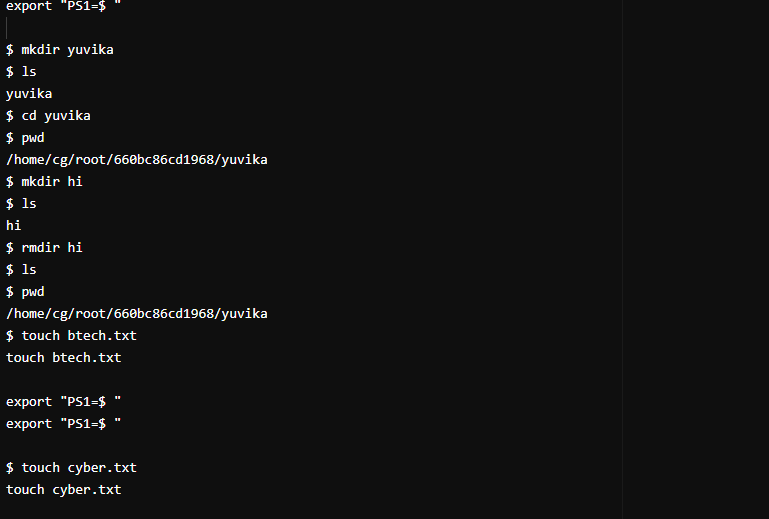 export "PS1=$ "
$ mkdir yuvika
$ ls
yuvika
$ cd yuvika
$ pwd
/home/cg/root/660bc86cd1968/yuvika
$ mkdir hi
$ ls
hi
$ rmdir hi
$ ls
$ pwd
/home/cg/root/660bc86cd1968/yuvika
$ touch btech.txt
touch btech.txt
export "PS1=$ "
export "PS1=$ "
$ touch cyber.txt
touch cyber.txt